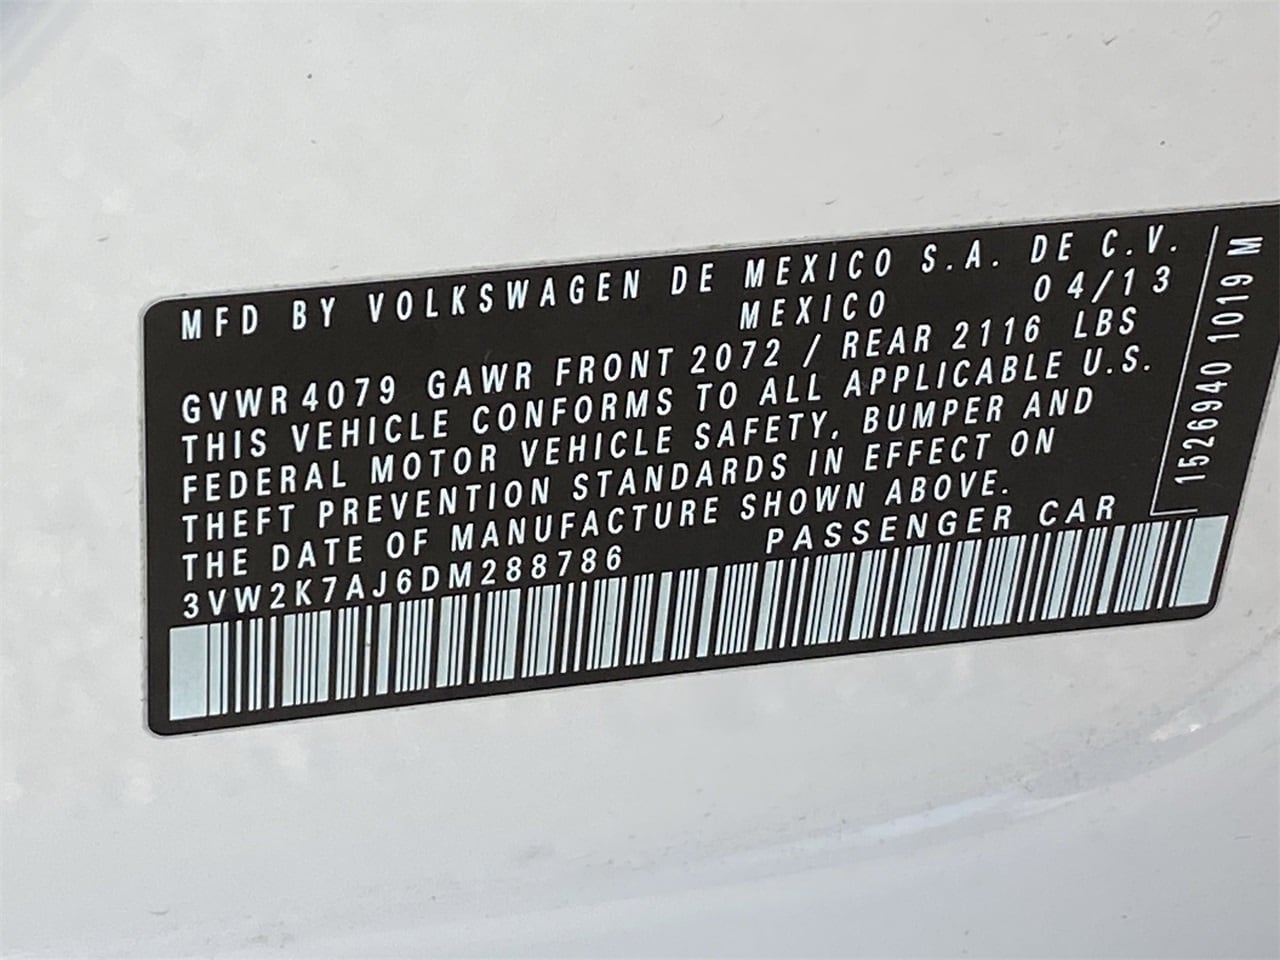 MFD BY VOLKSWAGEN DE MEXICO S.A. DE C.V.
MEXICO 04/13
GVWR 4079 GAWR FRONT 2072 / REAR 2116 LBS
THIS VEHICLE CONFORMS TO ALL APPLICABLE U.S.
FEDERAL MOTOR VEHICLE SAFETY, BUMPER AND
THEFT PREVENTION STANDARDS IN EFFECT ON
THE DATE OF MANUFACTURE SHOWN ABOVE.
3VW2K7AJ6DM288786 PASSENGER CAR
1526940 1019 M